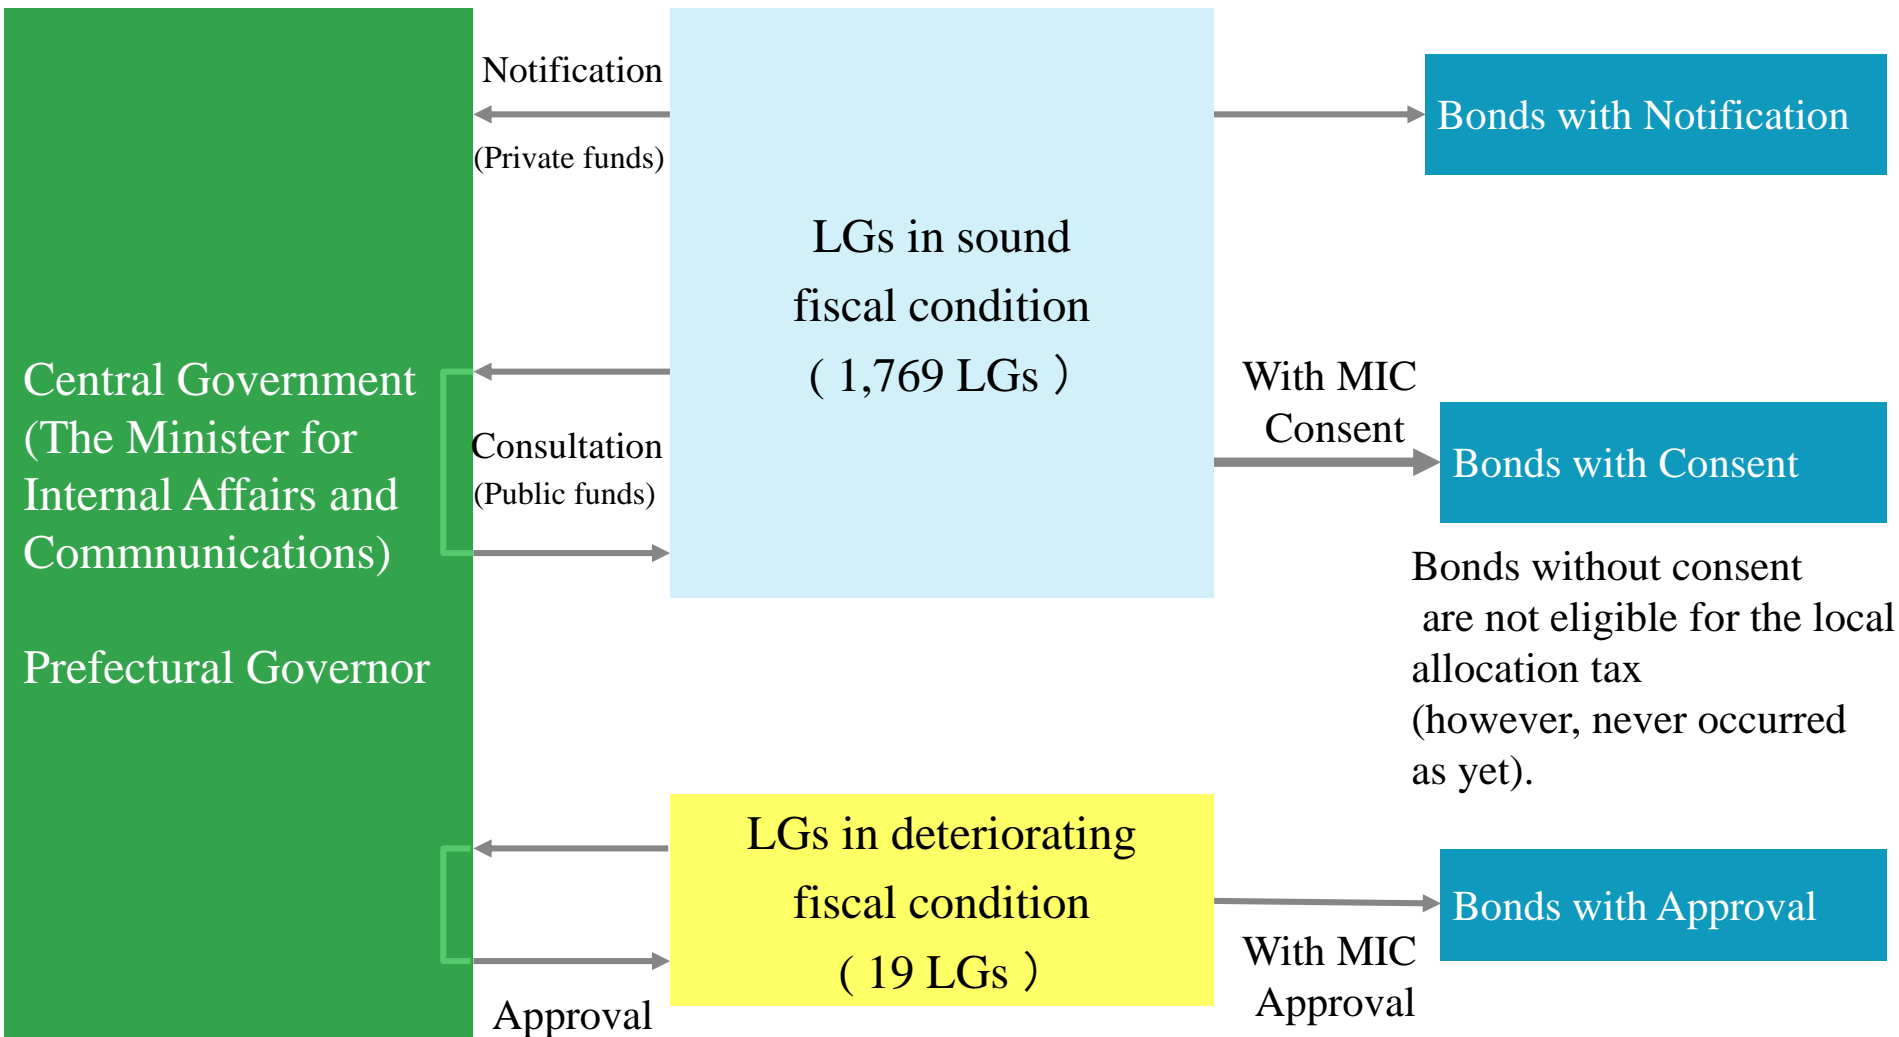 Central Government
(The Minister for
Internal Affairs and
Commnunications)
Prefectural Governor
Notification
(Private funds)
Consultation
(Public funds)
Approval
LGs in sound
fiscal condition
( 1,769 LGs )
LGs in deteriorating
fiscal condition
( 19 LGs )
Bonds with Notification
With MIC
Consent
Bonds with Consent
Bonds without consent
are not eligible for the local
allocation tax
(however, never occurred
as yet).
Bonds with Approval
With MIC
Approval